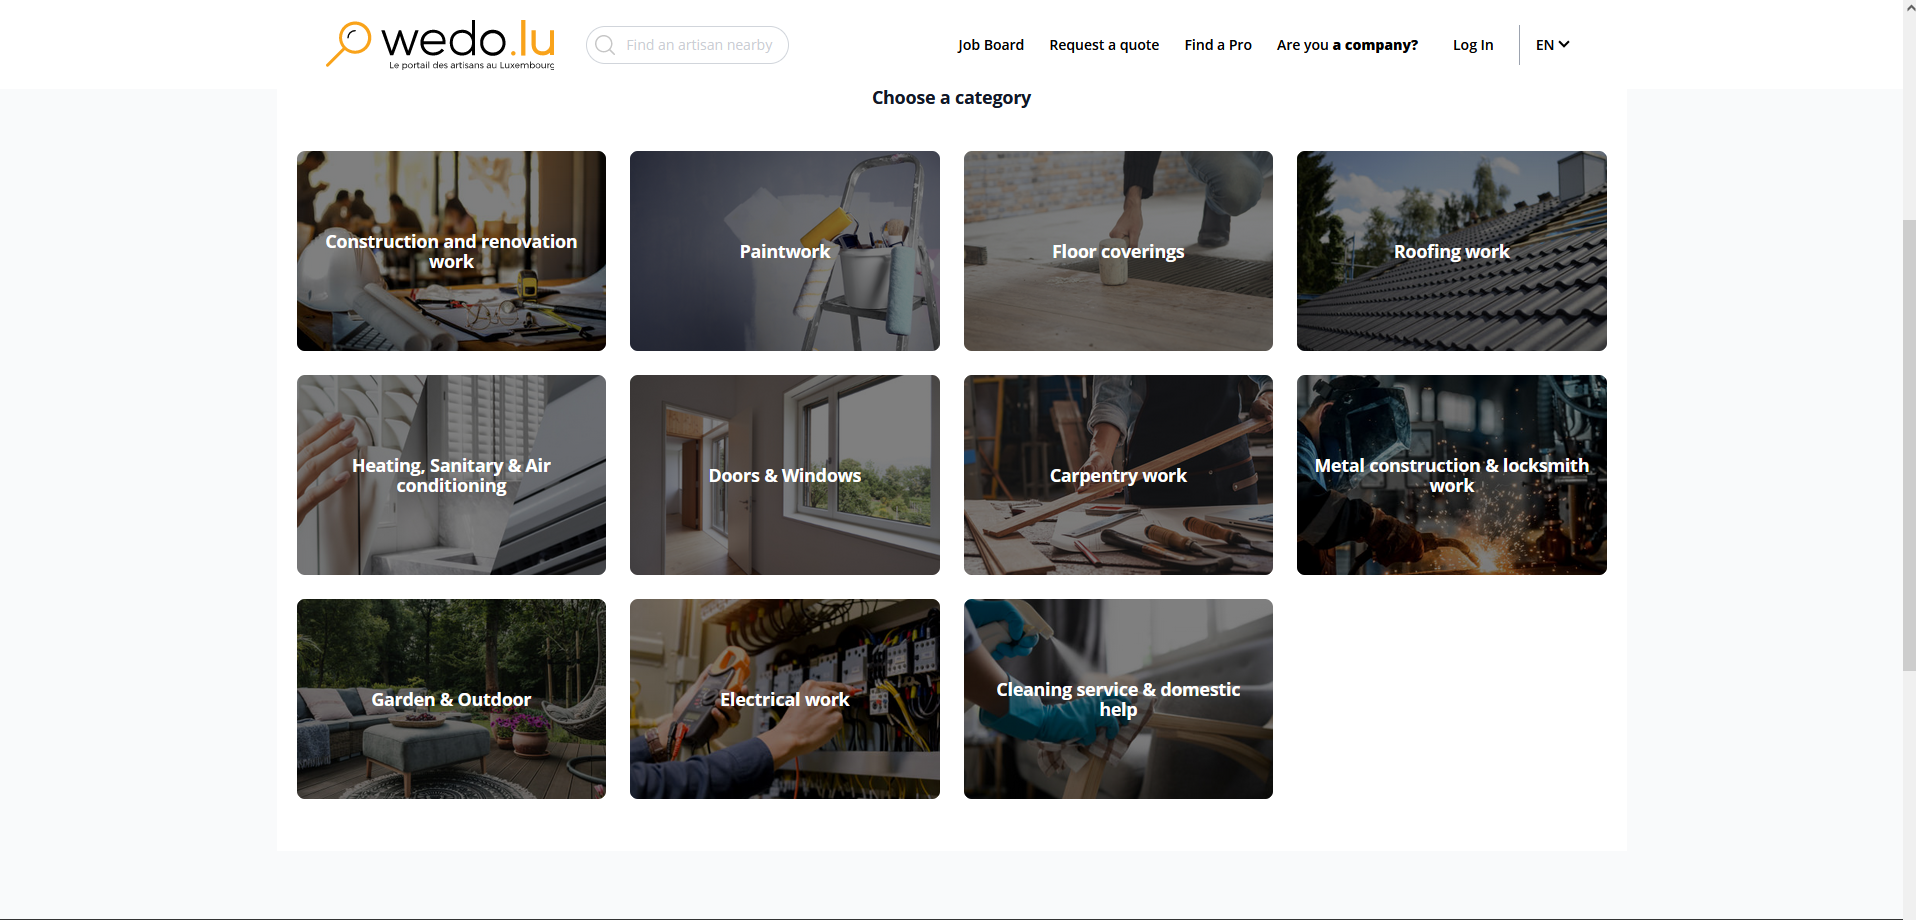 wedo.lu
Le portail des artisans au Luxembourg
Find an artisan nearby
Job Board
Request a quote
Find a Pro
Are you a company?
Log In
EN
Choose a category
Construction and renovation
work
Paintwork
Floor coverings
Roofing work
Heating, Sanitary & Air
conditioning
Doors & Windows
Carpentry work
Metal construction & locksmith
work
Garden & Outdoor
Electrical work
Cleaning service & domestic
help